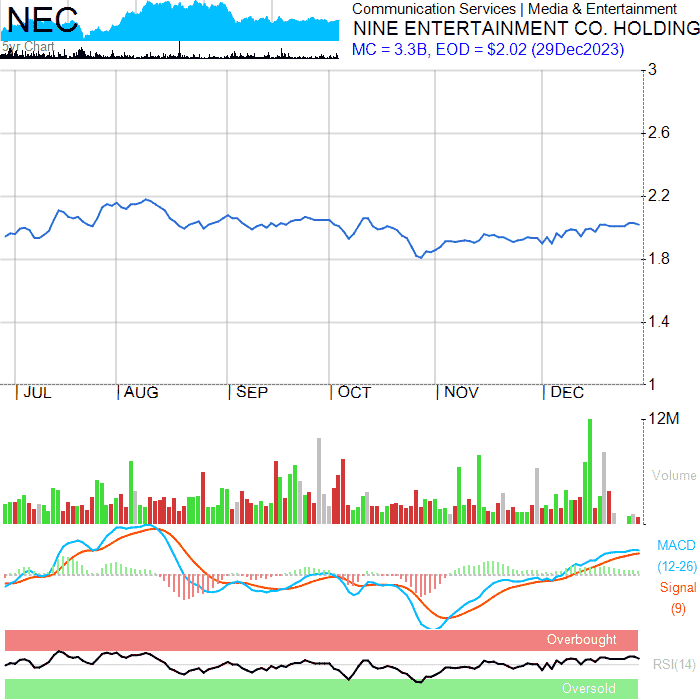 NEC
5yr Chart
Communication Services | Media & Entertainment
NINE ENTERTAINMENT CO. HOLDING
MC = 3.3B, EOD = $2.02 (29Dec2023)
3
2.6
2.2
1.8
1.4
1
| JUL | AUG | SEP | OCT | NOV | DEC
12M
Volume
MACD
(12-26)
Signal
(9)
Overbought
RSI(14)
Oversold